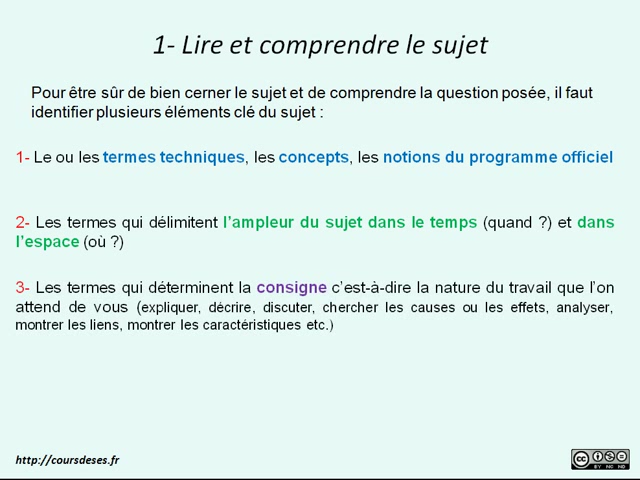 1- Lire et comprendre le sujet
Pour être sûr de bien cerner le sujet et de comprendre la question posée, il faut
identifier plusieurs éléments clé du sujet :
1- Le ou les termes techniques, les concepts, les notions du programme officiel
2- Les termes qui délimitent l'ampleur du sujet dans le temps (quand ?) et dans
l'espace (où ?)
3- Les termes qui déterminent la consigne c'est-à-dire la nature du travail que l'on
attend de vous (expliquer, décrire, discuter, chercher les causes ou les effets, analyser,
montrer les liens, montrer les caractéristiques etc.)
http://coursdeses.fr
cc
BY NC ND